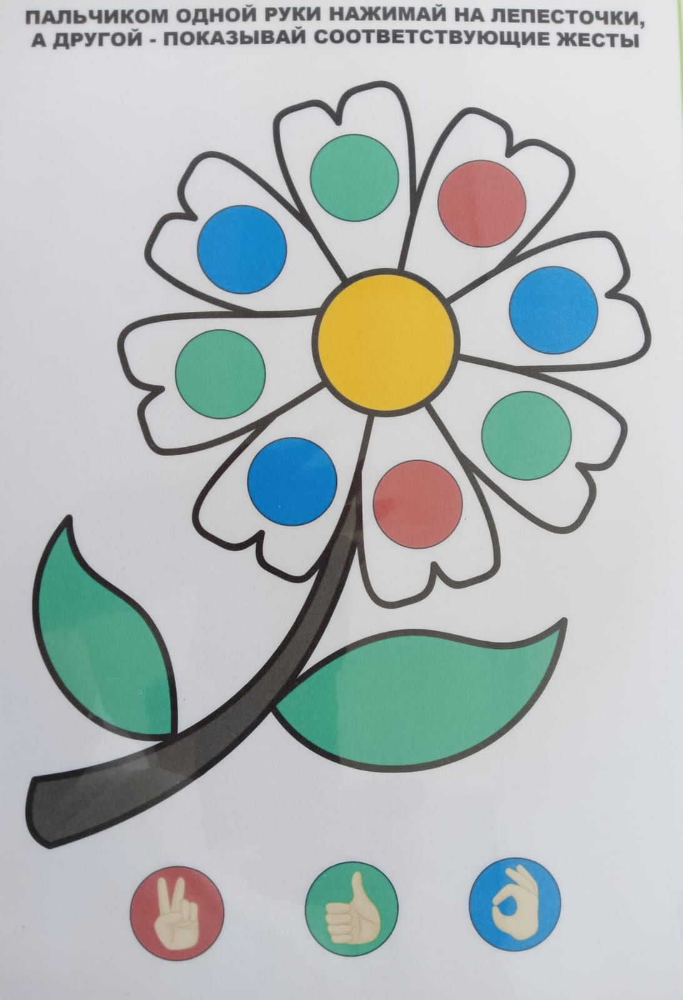 ПАЛЬЧИКОМ ОДНОЙ РУКИ НАЖИМАЙ НА ЛЕПЕСТОЧКИ,
А ДРУГОЙ - ПОКАЗЫВАЙ СООТВЕТСТВУЮЩИЕ ЖЕСТЫ